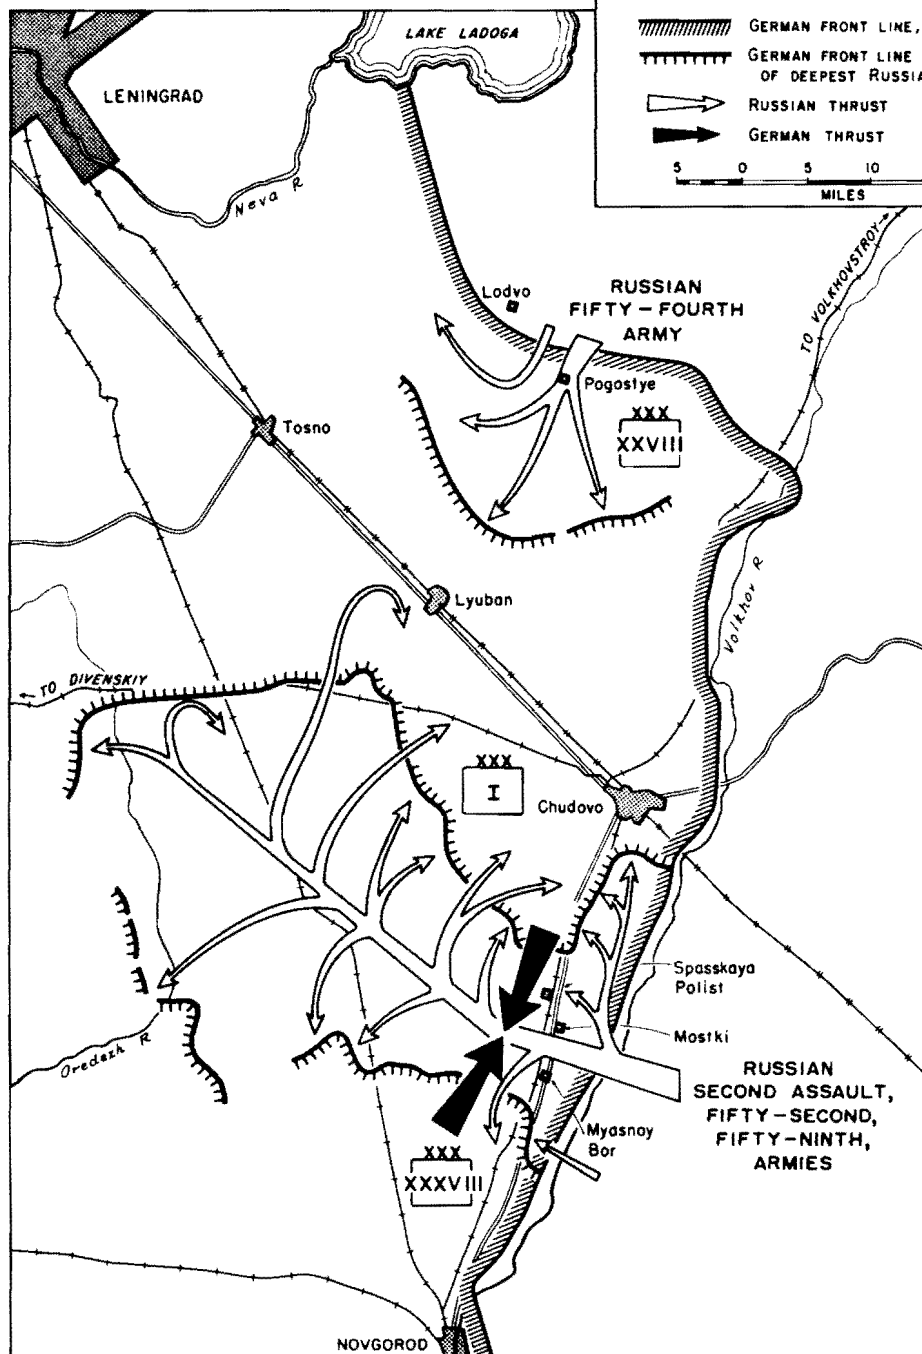 LAKE LADOGA
GERMAN FRONT LINE,
GERMAN FRONT LINE
OF DEEPEST RUSSIA
RUSSIAN THRUST
GERMAN THRUST
5 0 5 10
MILES
LENINGRAD
Neva R
TO VOLKHOVSTROY
Lodvo
RUSSIAN
FIFTY-FOURTH
ARMY
Pogostye
XXX
XXVIII
Tosno
Lyuban
Volkhov R
TO DIVENSKIY
XXX
I
Chudovo
Spasskaya
Polist
Mostki
Oredezh R
RUSSIAN
SECOND ASSAULT,
FIFTY-SECOND,
FIFTY-NINTH,
ARMIES
Myasnoy
Bor
XXX
XXXVIII
NOVGOROD